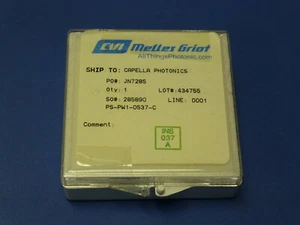 CVI Melles Griot
AllThingsPhotonic.com
SHIP TO: CAPELLA PHOTONICS
PO#: JN7285
Qty: 1 LOT#: 434755
SO#: 285890 LINE: 0001
PS-PW1-0537-C
Comment:
INS
037
A